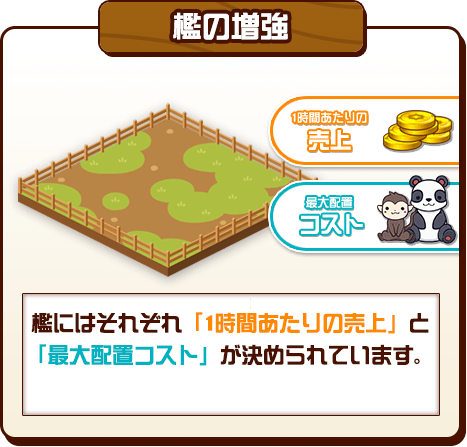 檻の増強
1時間あたりの
売上
最大配置
コスト
檻にはそれぞれ「1時間あたりの売上」と
「最大配置コスト」が決められています。